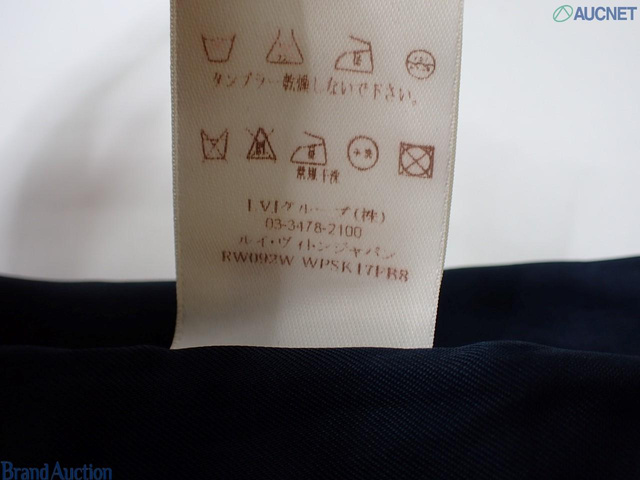 AUCNET
タンブラー乾燥しないで下さい。
LVJグループ(株)
03-3478-2100
ルイ・ヴィトンジャパン
RW092W WPSK17FB8
Brand Auction